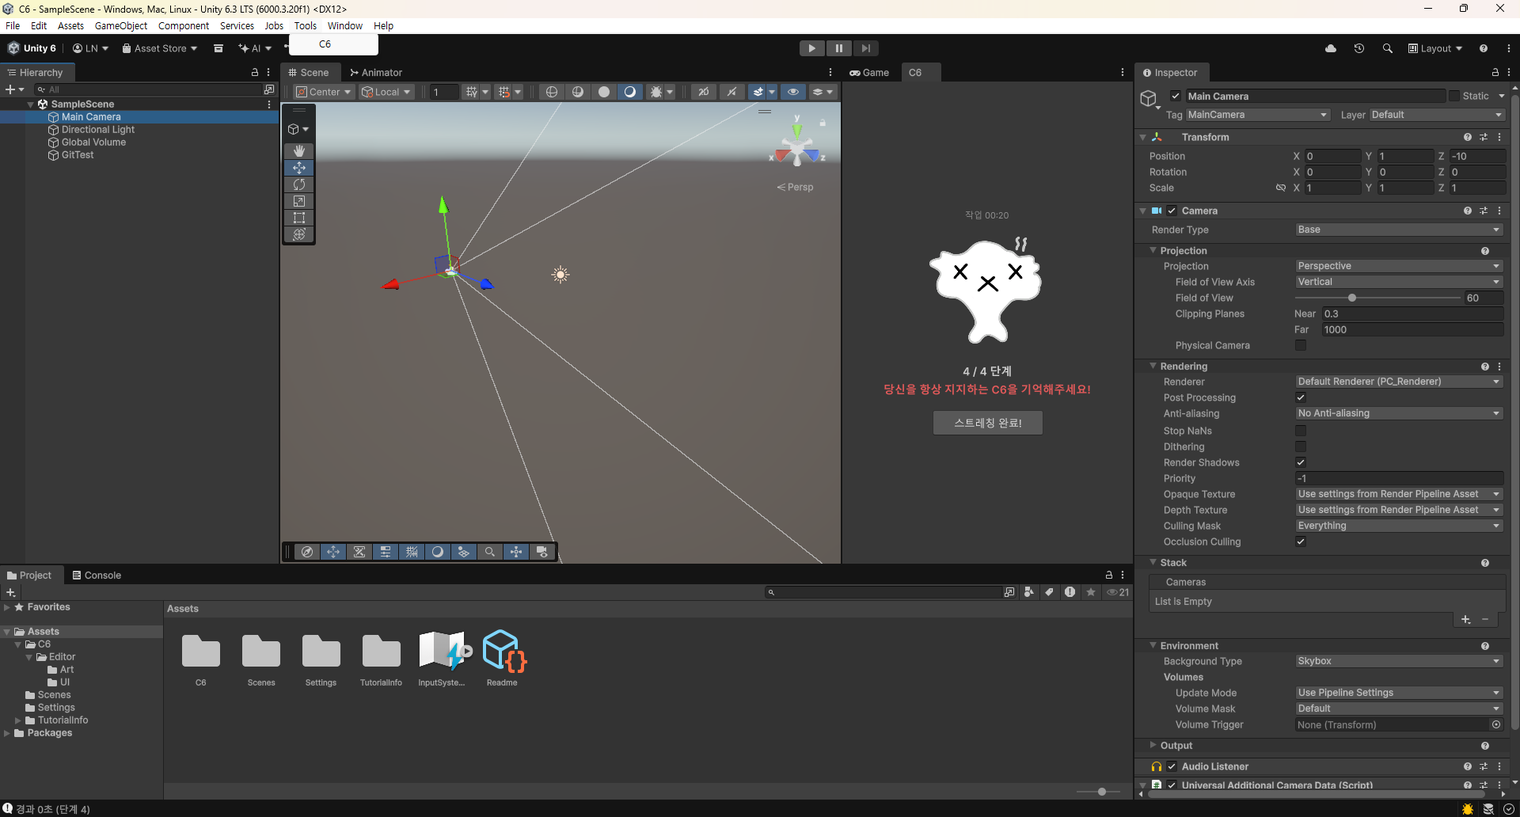 C6 - SampleScene - Windows, Mac, Linux - Unity 6.3 LTS (6000.3.20f1) <DX12>
File Edit Assets GameObject Component Services Jobs Tools Window Help
C6
Unity 6 LN Asset Store AI Layout
Hierarchy
All
SampleScene
Main Camera
Directional Light
Global Volume
GitTest
Scene Animator
Center Local 1
y
x z
Persp
Game C6
작업 00:20
4 / 4 단계
당신을 항상 지지하는 C6을 기억해주세요!
스트레칭 완료!
Inspector
Main Camera Static
Tag MainCamera Layer Default
Transform
Position X 0 Y 1 Z -10
Rotation X 0 Y 0 Z 0
Scale X 1 Y 1 Z 1
Camera
Render Type Base
Projection
Projection Perspective
Field of View Axis Vertical
Field of View 60
Clipping Planes Near 0.3
Far 1000
Physical Camera
Rendering
Renderer Default Renderer (PC_Renderer)
Post Processing
Anti-aliasing No Anti-aliasing
Stop NaNs
Dithering
Render Shadows
Priority -1
Opaque Texture Use settings from Render Pipeline Asset
Depth Texture Use settings from Render Pipeline Asset
Culling Mask Everything
Occlusion Culling
Stack
Cameras
List is Empty
Environment
Background Type Skybox
Volumes
Update Mode Use Pipeline Settings
Volume Mask Default
Volume Trigger None (Transform)
Output
Audio Listener
Universal Additional Camera Data (Script)
Project Console
21
Favorites
Assets
C6
Editor
Art
UI
Scenes
Settings
TutorialInfo
Packages
Assets
C6 Scenes Settings TutorialInfo InputSyste... Readme
경과 0초 (단계 4)